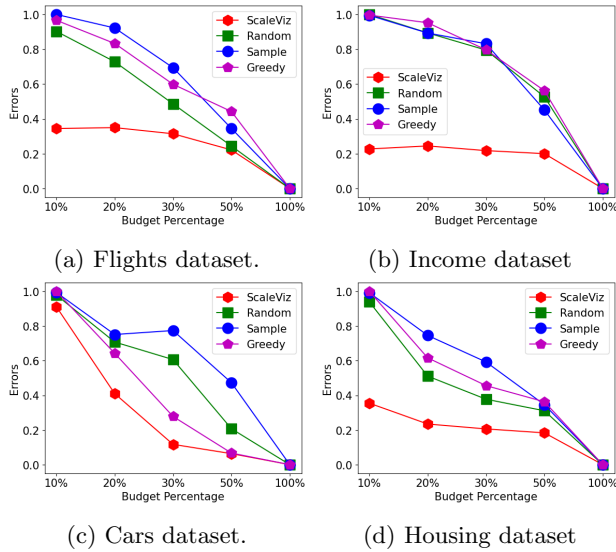 1.0
0.8
0.6
0.4
0.2
0.0
Errors
ScaleViz
Random
Sample
Greedy
10% 20% 30% 50% 100%
Budget Percentage
(a) Flights dataset.
1.0
0.8
0.6
0.4
0.2
0.0
Errors
ScaleViz
Random
Sample
Greedy
10% 20% 30% 50% 100%
Budget Percentage
(b) Income dataset
1.0
0.8
0.6
0.4
0.2
0.0
Errors
ScaleViz
Random
Sample
Greedy
10% 20% 30% 50% 100%
Budget Percentage
(c) Cars dataset.
1.0
0.8
0.6
0.4
0.2
0.0
Errors
ScaleViz
Random
Sample
Greedy
10% 20% 30% 50% 100%
Budget Percentage
(d) Housing dataset